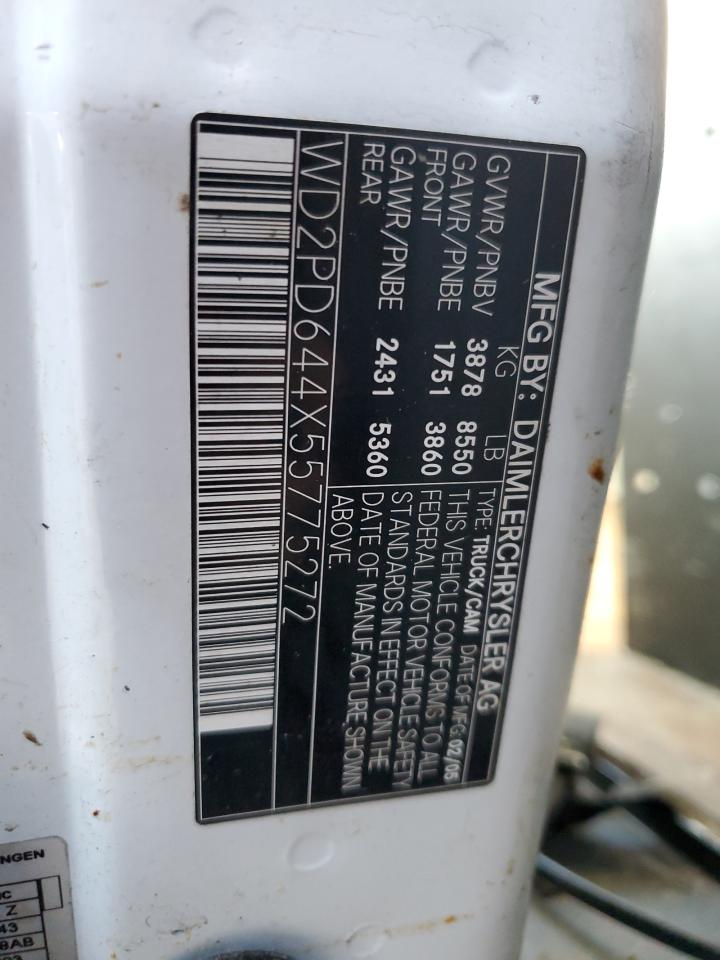 MFG BY: DAIMLERCHRYSLER AG
KG LB TYPE: TRUCK/CAM DATE OF MFG: 02/05
GVWR/PNBV 3878 8550 THIS VEHICLE CONFORMS TO ALL
GAWR/PNBE 1751 3860 FEDERAL MOTOR VEHICLE SAFETY
FRONT STANDARDS IN EFFECT ON THE
GAWR/PNBE 2431 5360 DATE OF MANUFACTURE SHOWN
REAR ABOVE.
WD2PD644X55775272
NGEN
Z
43